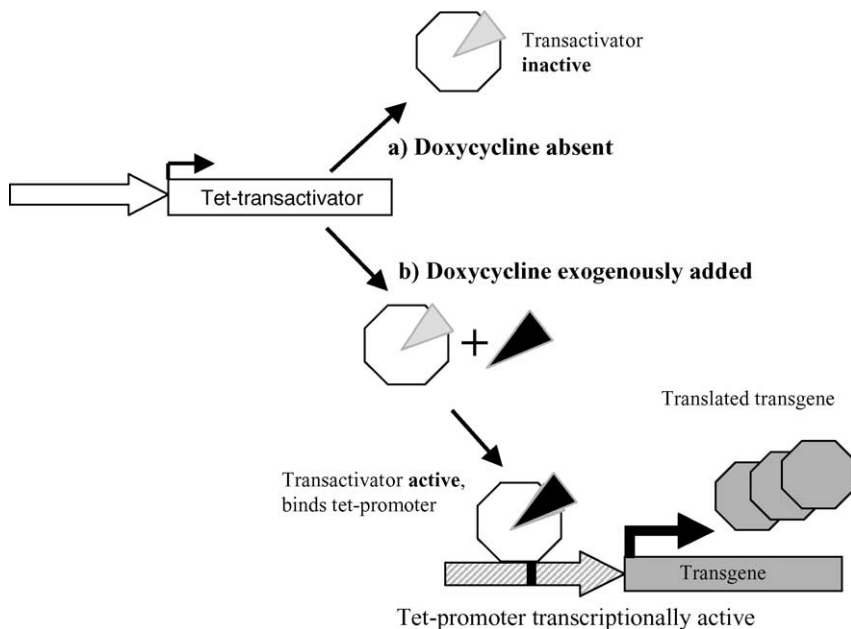 Transactivator
inactive
a) Doxycycline absent
Tet-transactivator
b) Doxycycline exogenously added
+
Translated transgene
Transactivator active,
binds tet-promoter
Transgene
Tet-promoter transcriptionally active